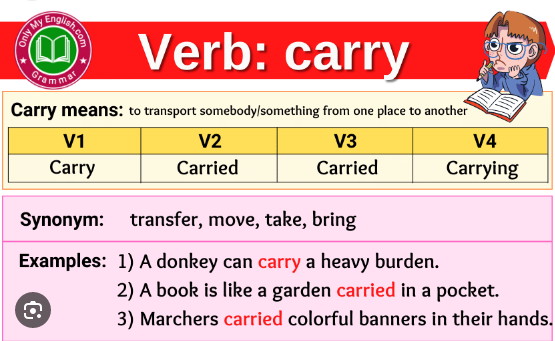 Only My English.com
Grammar
Verb: carry
Carry means: to transport somebody/something from one place to another
V1 V2 V3 V4
Carry Carried Carried Carrying
Synonym: transfer, move, take, bring
Examples: 1) A donkey can carry a heavy burden.
2) A book is like a garden carried in a pocket.
3) Marchers carried colorful banners in their hands.